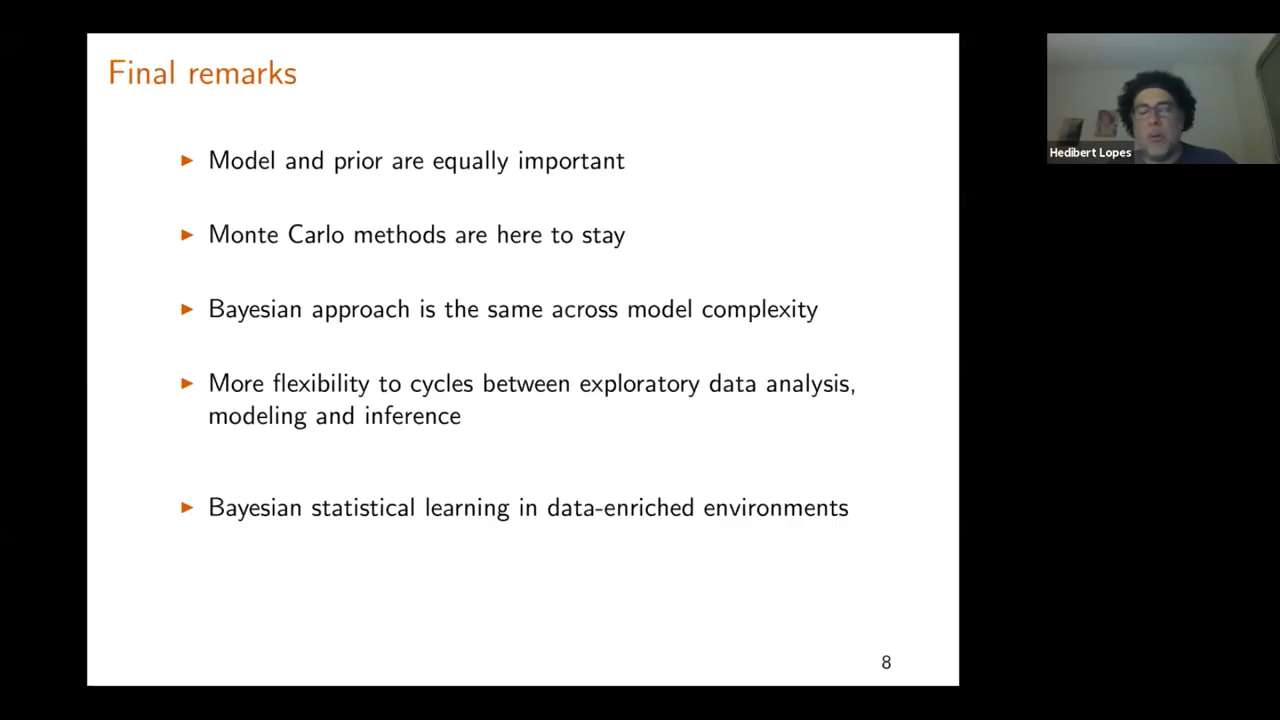 Final remarks
Model and prior are equally important
Monte Carlo methods are here to stay
Bayesian approach is the same across model complexity
More flexibility to cycles between exploratory data analysis,
modeling and inference
Bayesian statistical learning in data-enriched environments
8
Hedibert Lopes